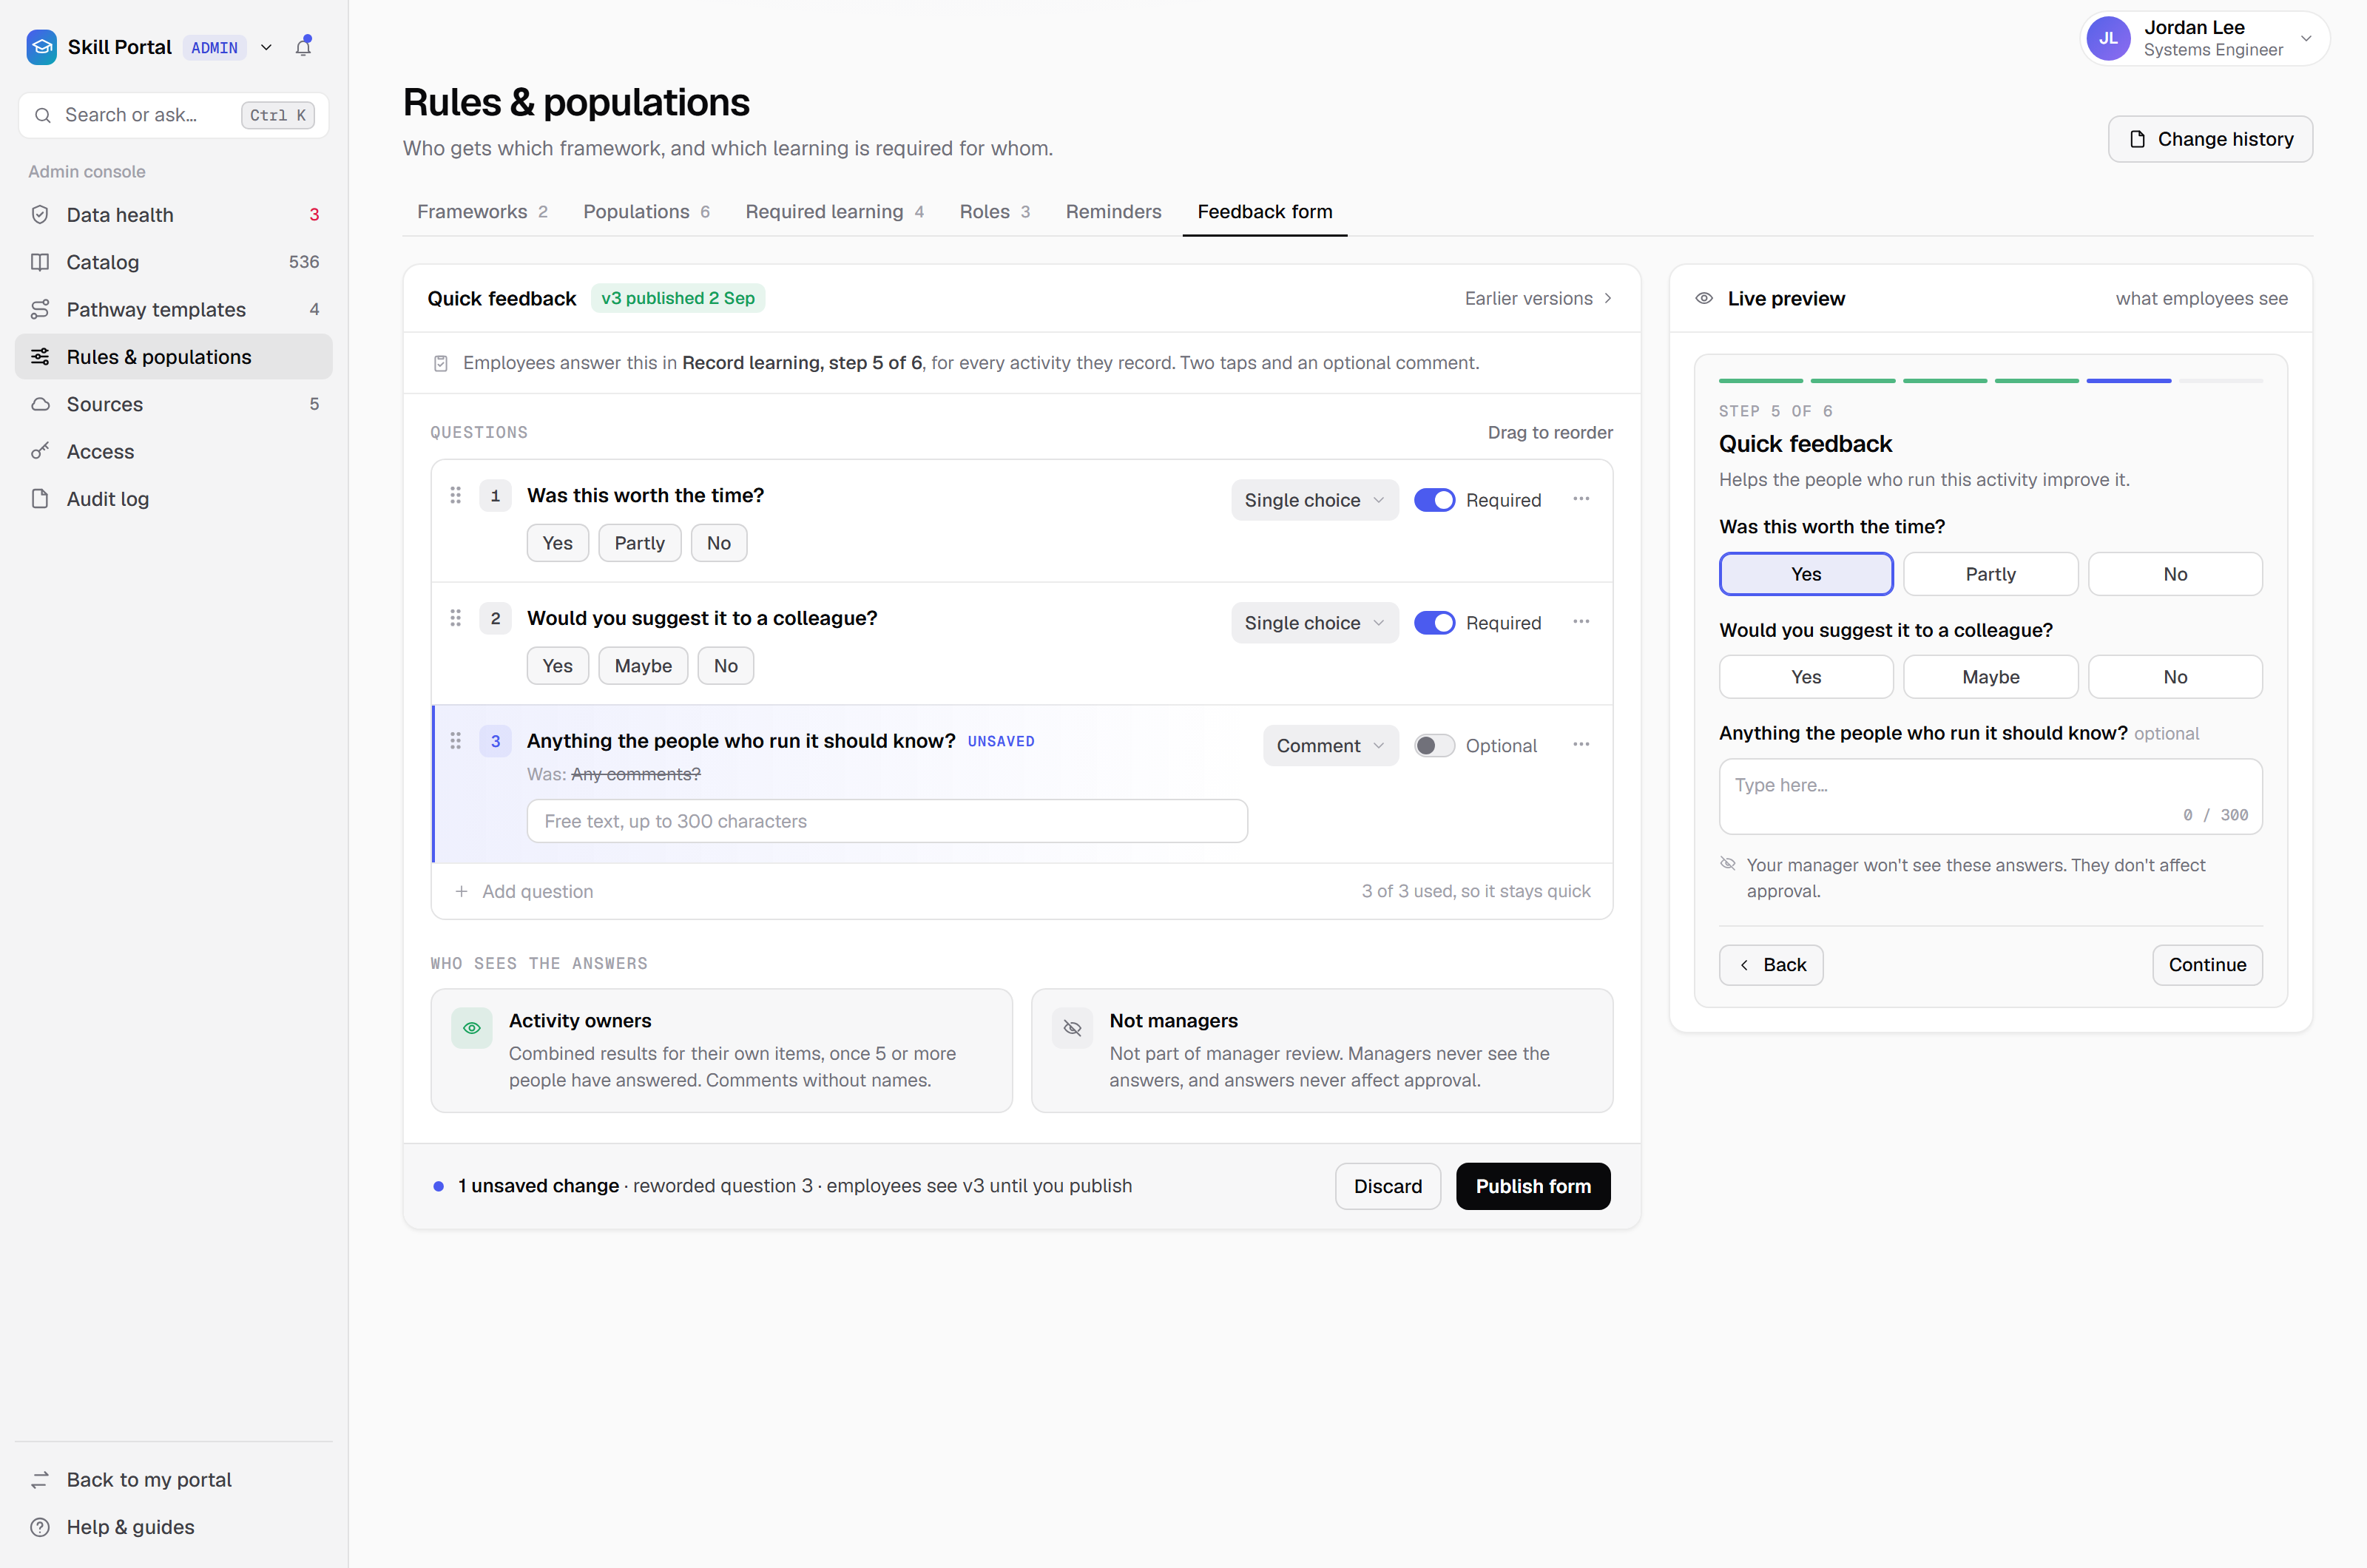 Skill Portal ADMIN
Search or ask... Ctrl K
Admin console
Data health 3
Catalog 536
Pathway templates 4
Rules & populations
Sources 5
Access
Audit log
Back to my portal
Help & guides
JL
Jordan Lee
Systems Engineer
Rules & populations
Who gets which framework, and which learning is required for whom.
Change history
Frameworks 2 Populations 6 Required learning 4 Roles 3 Reminders Feedback form
Quick feedback v3 published 2 Sep Earlier versions
Employees answer this in Record learning, step 5 of 6, for every activity they record. Two taps and an optional comment.
QUESTIONS Drag to reorder
1 Was this worth the time? Single choice Required
Yes Partly No
2 Would you suggest it to a colleague? Single choice Required
Yes Maybe No
3 Anything the people who run it should know? UNSAVED Comment Optional
Was: Any comments?
Free text, up to 300 characters
+ Add question 3 of 3 used, so it stays quick
WHO SEES THE ANSWERS
Activity owners
Combined results for their own items, once 5 or more
people have answered. Comments without names.
Not managers
Not part of manager review. Managers never see the
answers, and answers never affect approval.
1 unsaved change · reworded question 3 · employees see v3 until you publish
Discard Publish form
Live preview what employees see
STEP 5 OF 6
Quick feedback
Helps the people who run this activity improve it.
Was this worth the time?
Yes Partly No
Would you suggest it to a colleague?
Yes Maybe No
Anything the people who run it should know? optional
Type here...
0 / 300
Your manager won't see these answers. They don't affect
approval.
Back Continue